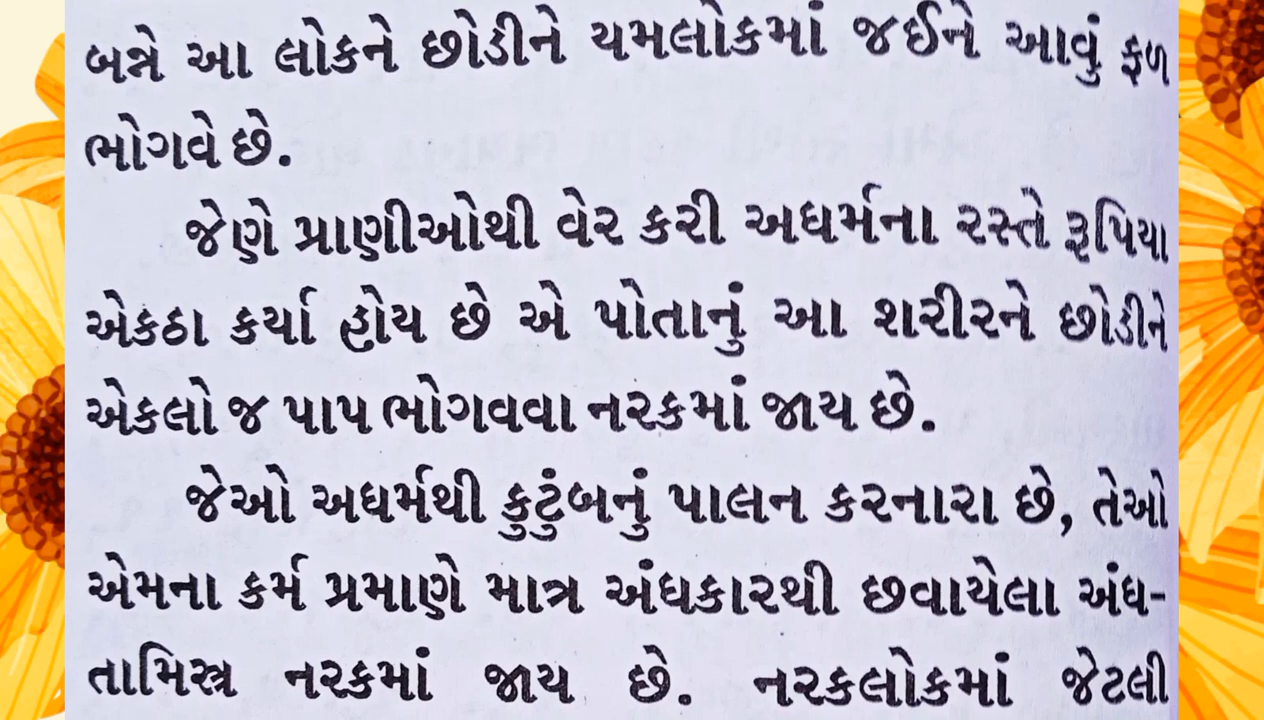 બન્ને આ લોકને છોડીને યમલોકમાં જઈને આવું ફળ
ભોગવે છે.
જેણે પ્રાણીઓથી વેર કરી અધર્મના રસ્તે રૂપિયા
એકઠા કર્યા હોય છે એ પોતાનું આ શરીરને છોડીને
એકલો જ પાપ ભોગવવા નરકમાં જાય છે.
જેઓ અધર્મથી કુટુંબનું પાલન કરનારા છે, તેઓ
એમના કર્મ પ્રમાણે માત્ર અંધકારથી છવાયેલા અંધ-
તામિસ્ત્ર નરકમાં જાય છે. નરકલોકમાં જેટલી